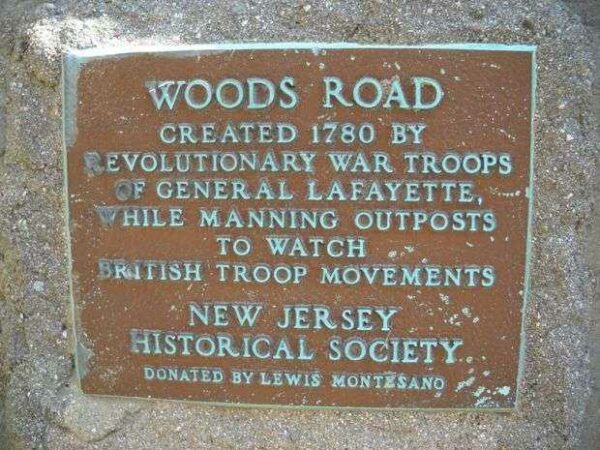 WOODS ROAD
CREATED 1780 BY
REVOLUTIONARY WAR TROOPS
OF GENERAL LAFAYETTE,
WHILE MANNING OUTPOSTS
TO WATCH
BRITISH TROOP MOVEMENTS
NEW JERSEY
HISTORICAL SOCIETY
DONATED BY LEWIS MONTESANO